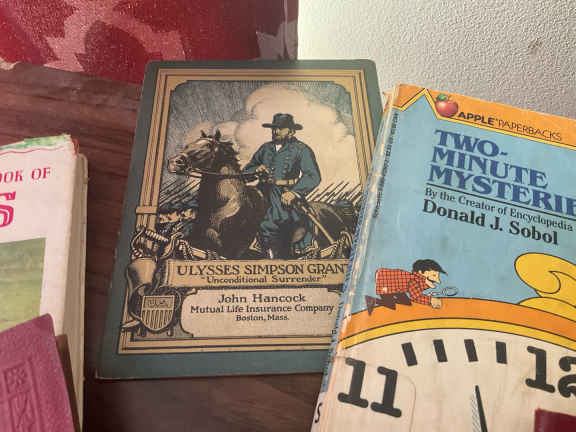 OOK OF
S
ULYSSES SIMPSON GRANT
"Unconditional Surrender"
U.S.
John Hancock
Mutual Life Insurance Company
Boston, Mass.
APPLE PAPERBACKS
TWO-
MINUTE
MYSTERIE
By the Creator of Encyclopedia
Donald J. Sobol
11
12
S